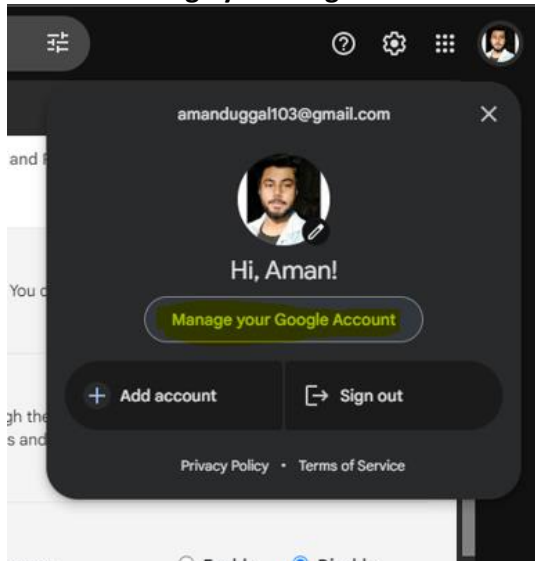 amanduggal103@gmail.com
and
Hi, Aman!
You
Manage your Google Account
Add account
Sign out
gh the
s and
Privacy Policy • Terms of Service